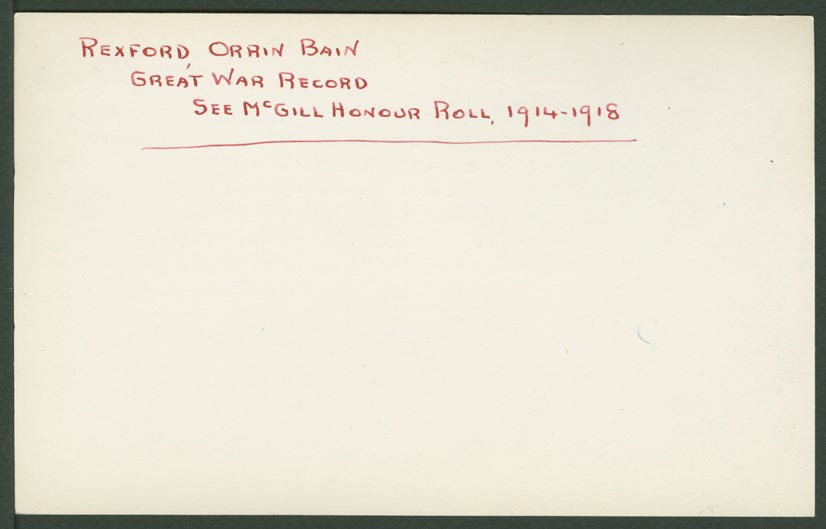 REXFORD, ORRIN BAIN
GREAT WAR RECORD
SEE McGILL HONOUR ROLL, 1914-1918